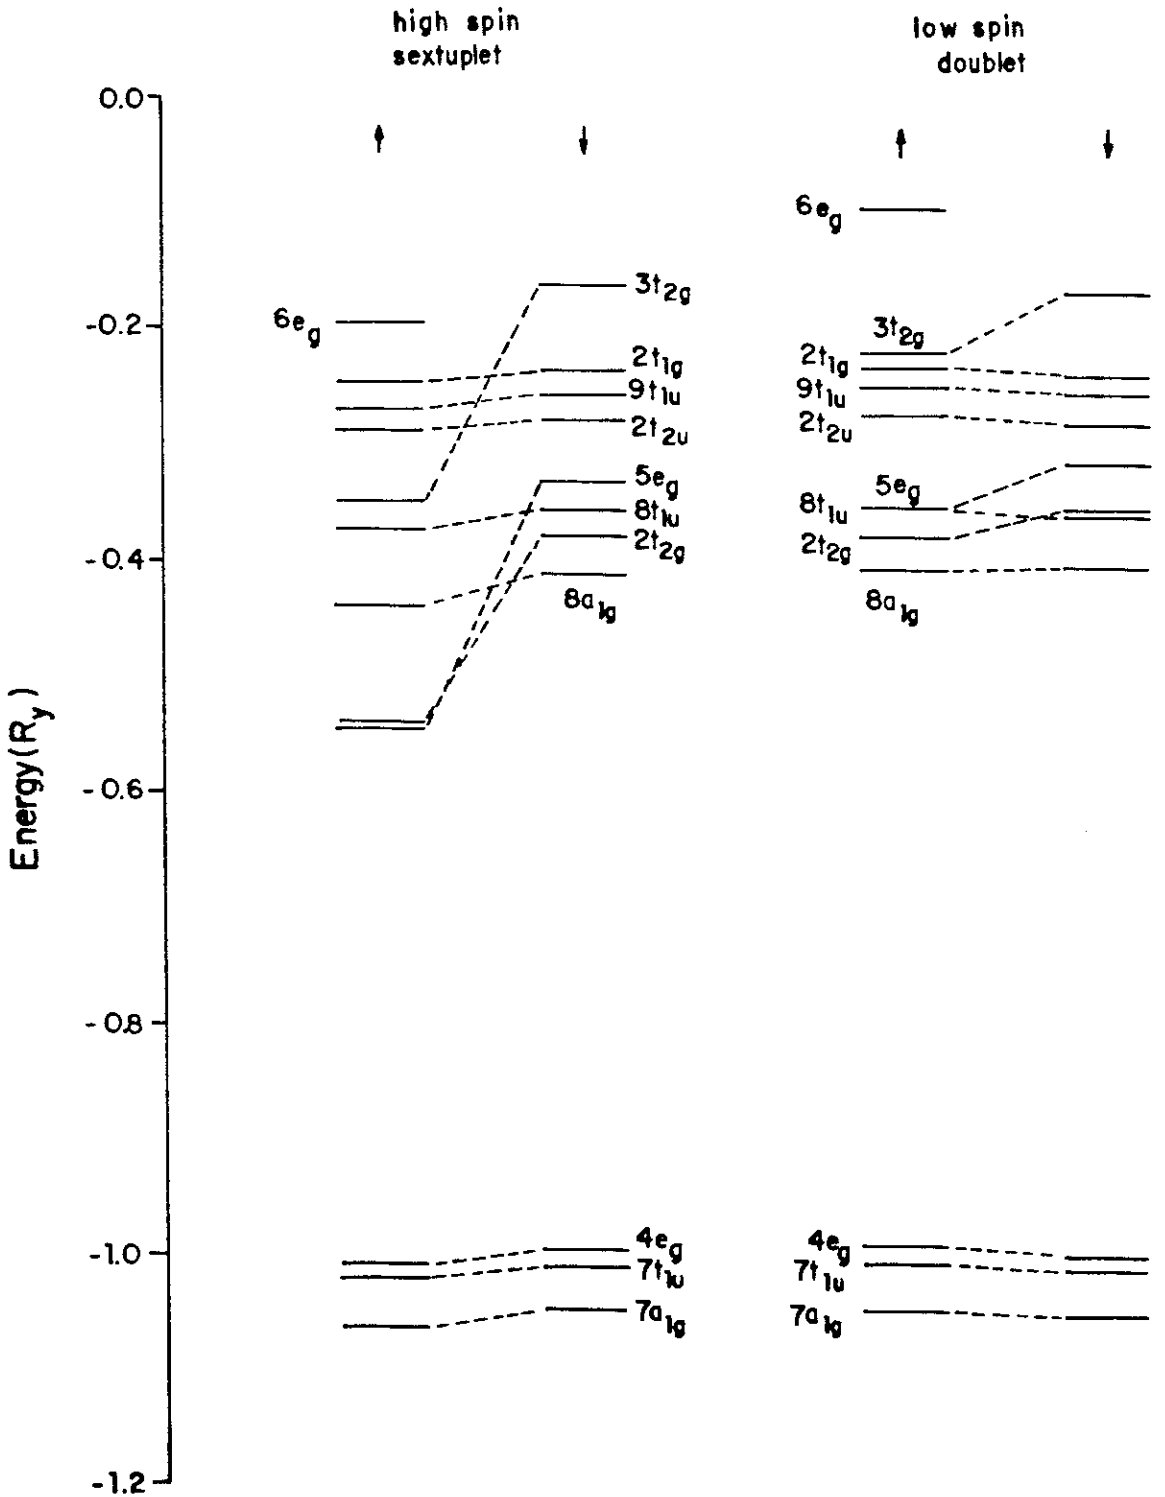 high spin
sextuplet
low spin
doublet
0.0
-0.2
-0.4
-0.6
-0.8
-1.0
-1.2
Energy(Ry)
6eg
3t2g
2t1g
9t1u
2t2u
5eg
8t1u
2t2g
8a1g
4eg
7t1u
7a1g
6eg
3t2g
2t1g
9t1u
2t2u
5eg
8t1u
2t2g
8a1g
4eg
7t1u
7a1g